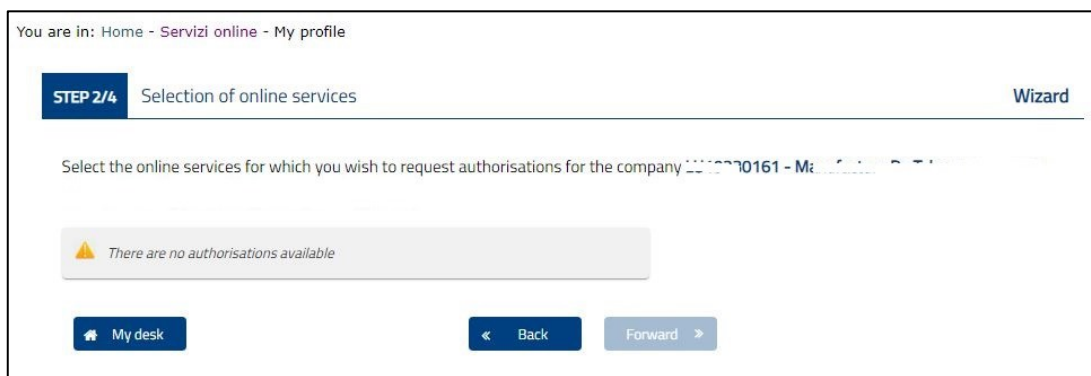 You are in: Home - Servizi online - My profile
STEP 2/4 Selection of online services Wizard
Select the online services for which you wish to request authorisations for the company
There are no authorisations available
My desk « Back Forward »